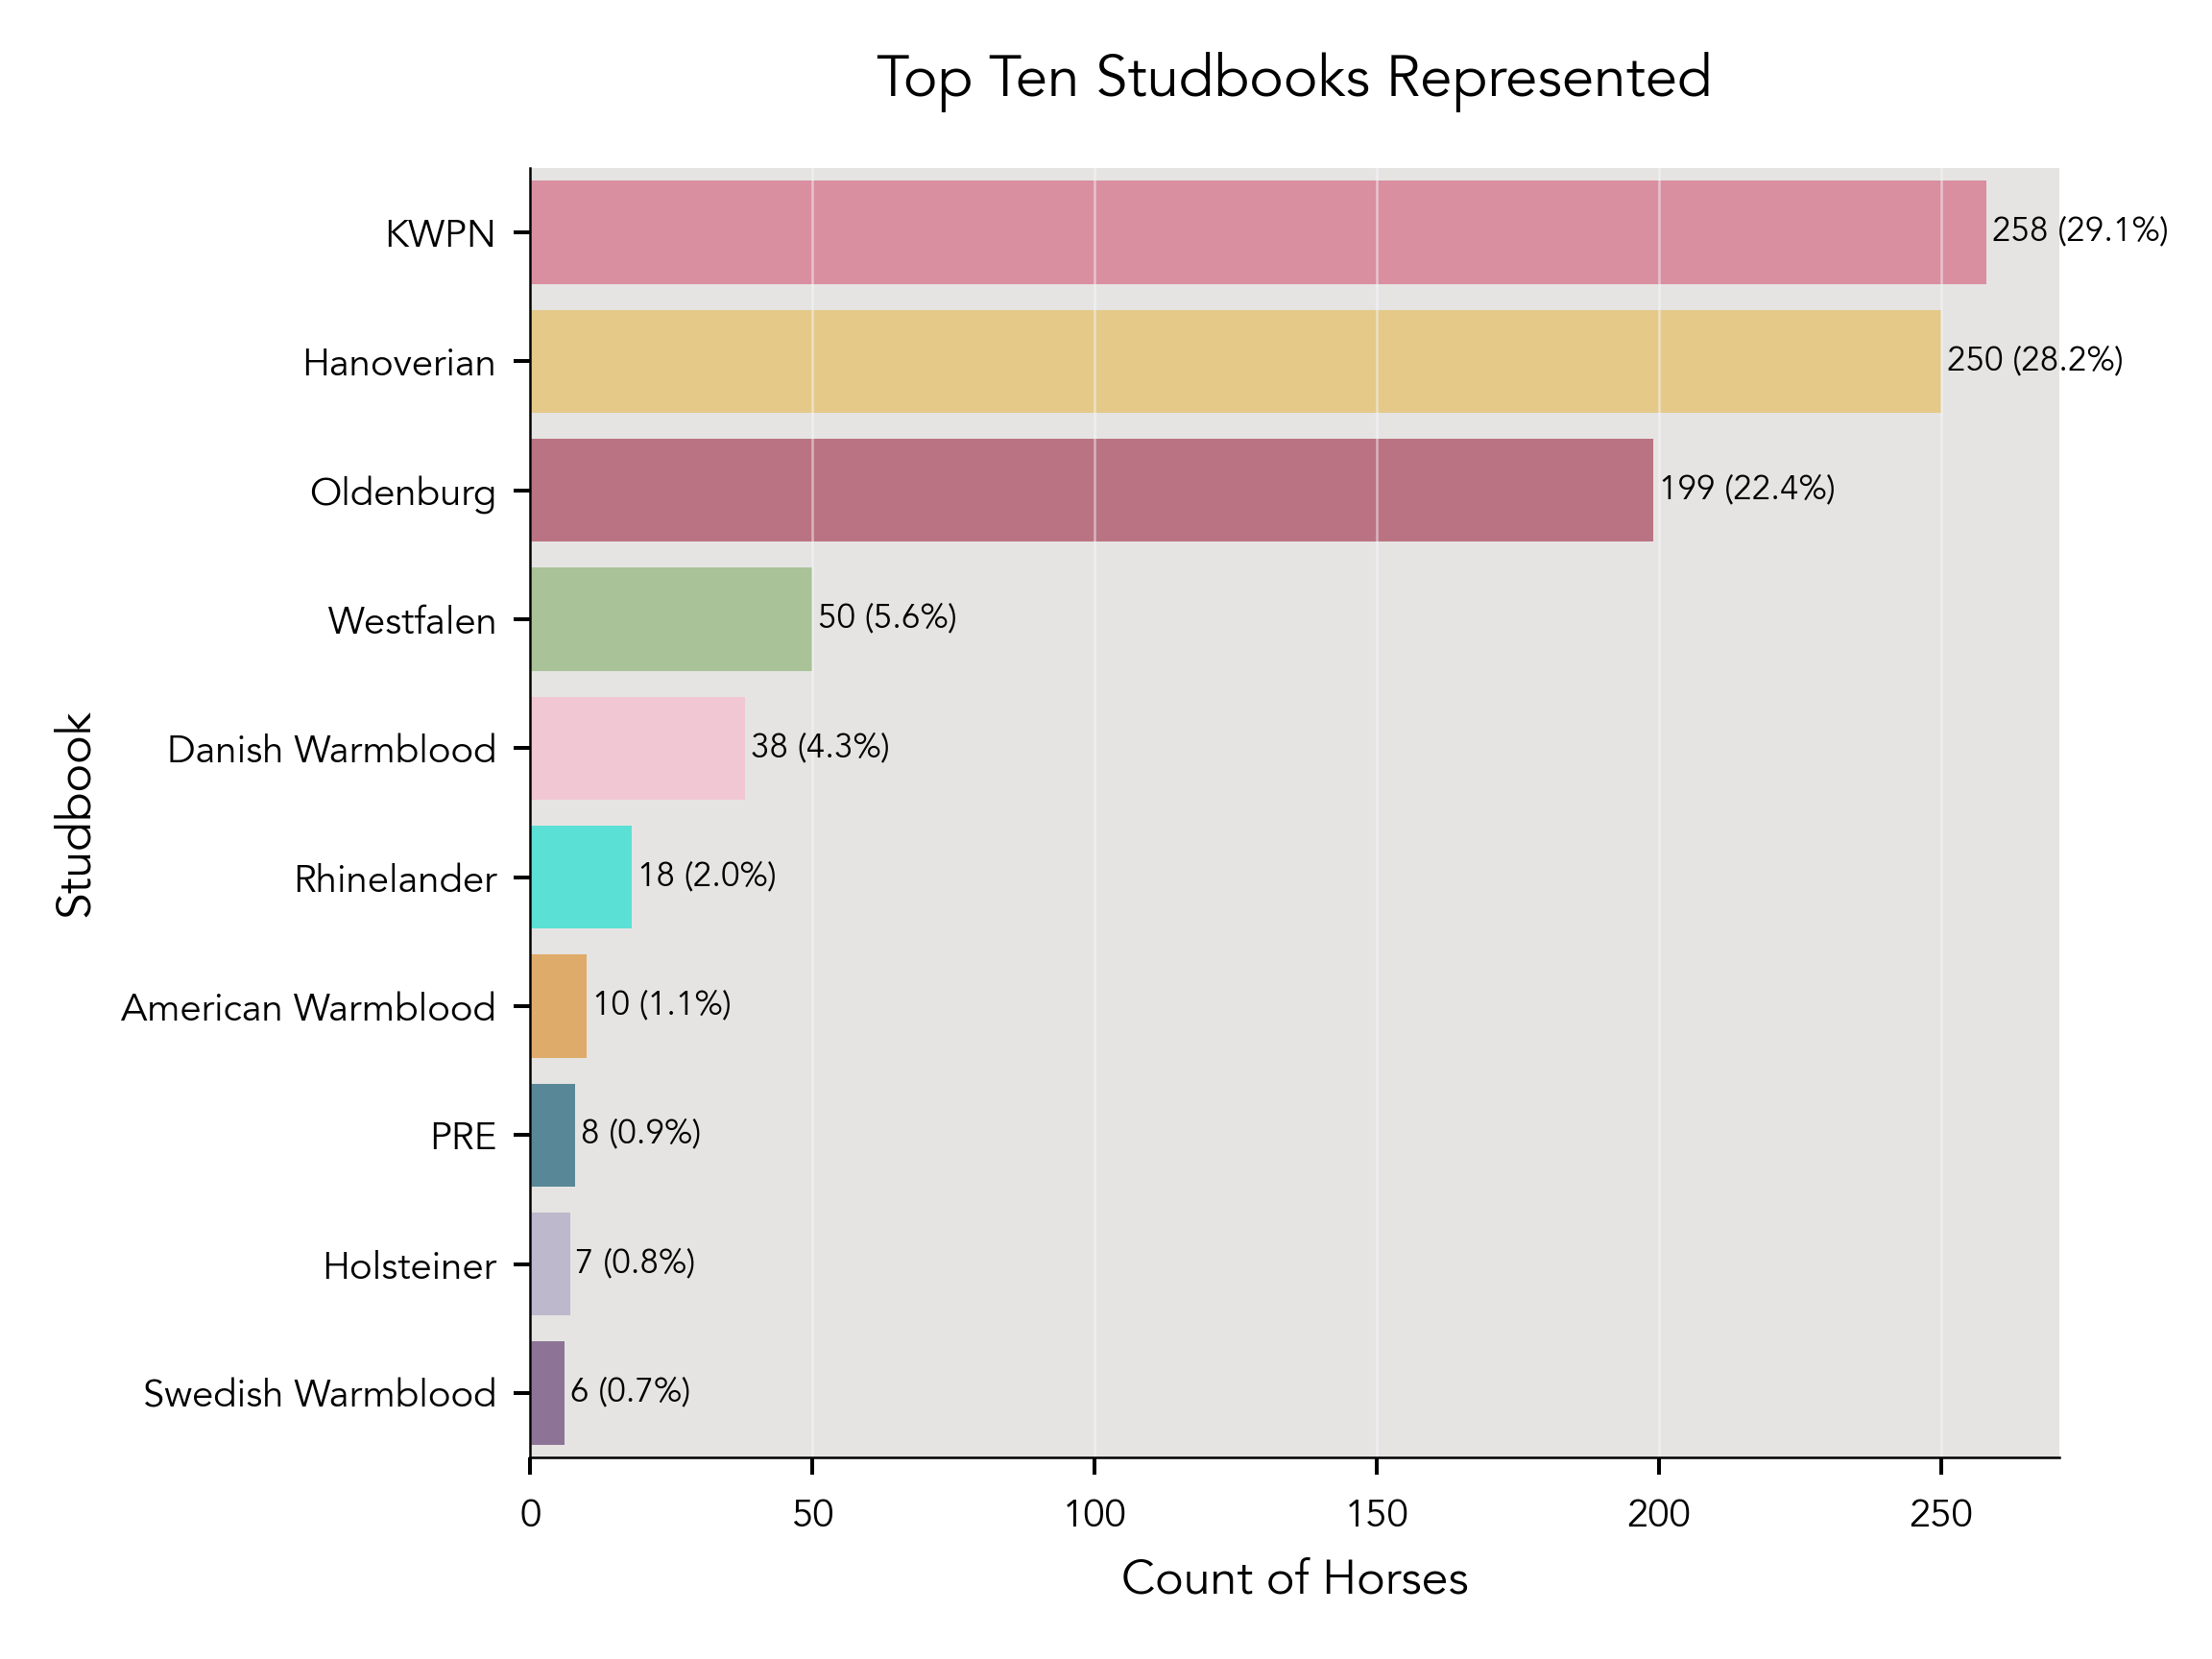 Top Ten Studbooks Represented
KWPN
258 (29.1%)
Hanoverian
250 (28.2%)
Oldenburg
199 (22.4%)
Westfalen
50 (5.6%)
Danish Warmblood
38 (4.3%)
Rhinelander
18 (2.0%)
American Warmblood
10 (1.1%)
PRE
8 (0.9%)
Holsteiner
7 (0.8%)
Swedish Warmblood
6 (0.7%)
Studbook
0 50 100 150 200 250
Count of Horses